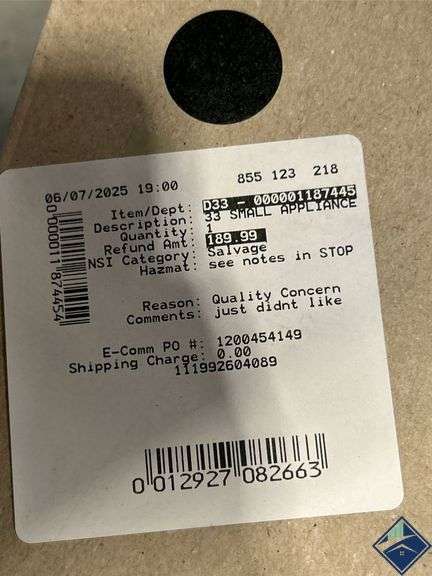 06/07/2025 19:00 855 123 218
Item/Dept: D33 - 000001187445
Description: 33 SMALL APPLIANCE
Quantity: 1
Refund Amt: 189.99
NSI Category: Salvage
Hazmat: see notes in STOP
Reason: Quality Concern
Comments: just didnt like
E-Comm PO #: 1200454149
Shipping Charge: 0.00
111992604089
0 012927 082663
0000011874454